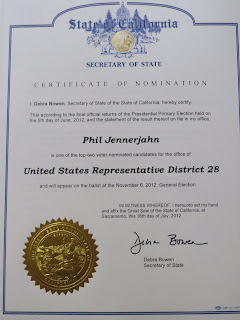 State of California
SECRETARY OF STATE
CERTIFICATE OF NOMINATION
I, Debra Bowen, Secretary of State of the State of California, hereby certify:
That according to the final official returns of the Presidential Primary Election held on
the 5th day of June, 2012, and the statement of the result thereof on file in my office,
Phil Jennerjahn
is one of the top two voter-nominated candidates for the office of
United States Representative District 28
and will appear on the ballot at the November 6, 2012, General Election.
IN WITNESS WHEREOF, I hereunto set my hand
and affix the Great Seal of the State of California, at
Sacramento, this 16th day of July, 2012.
Debra Bowen
Debra Bowen
Secretary of State